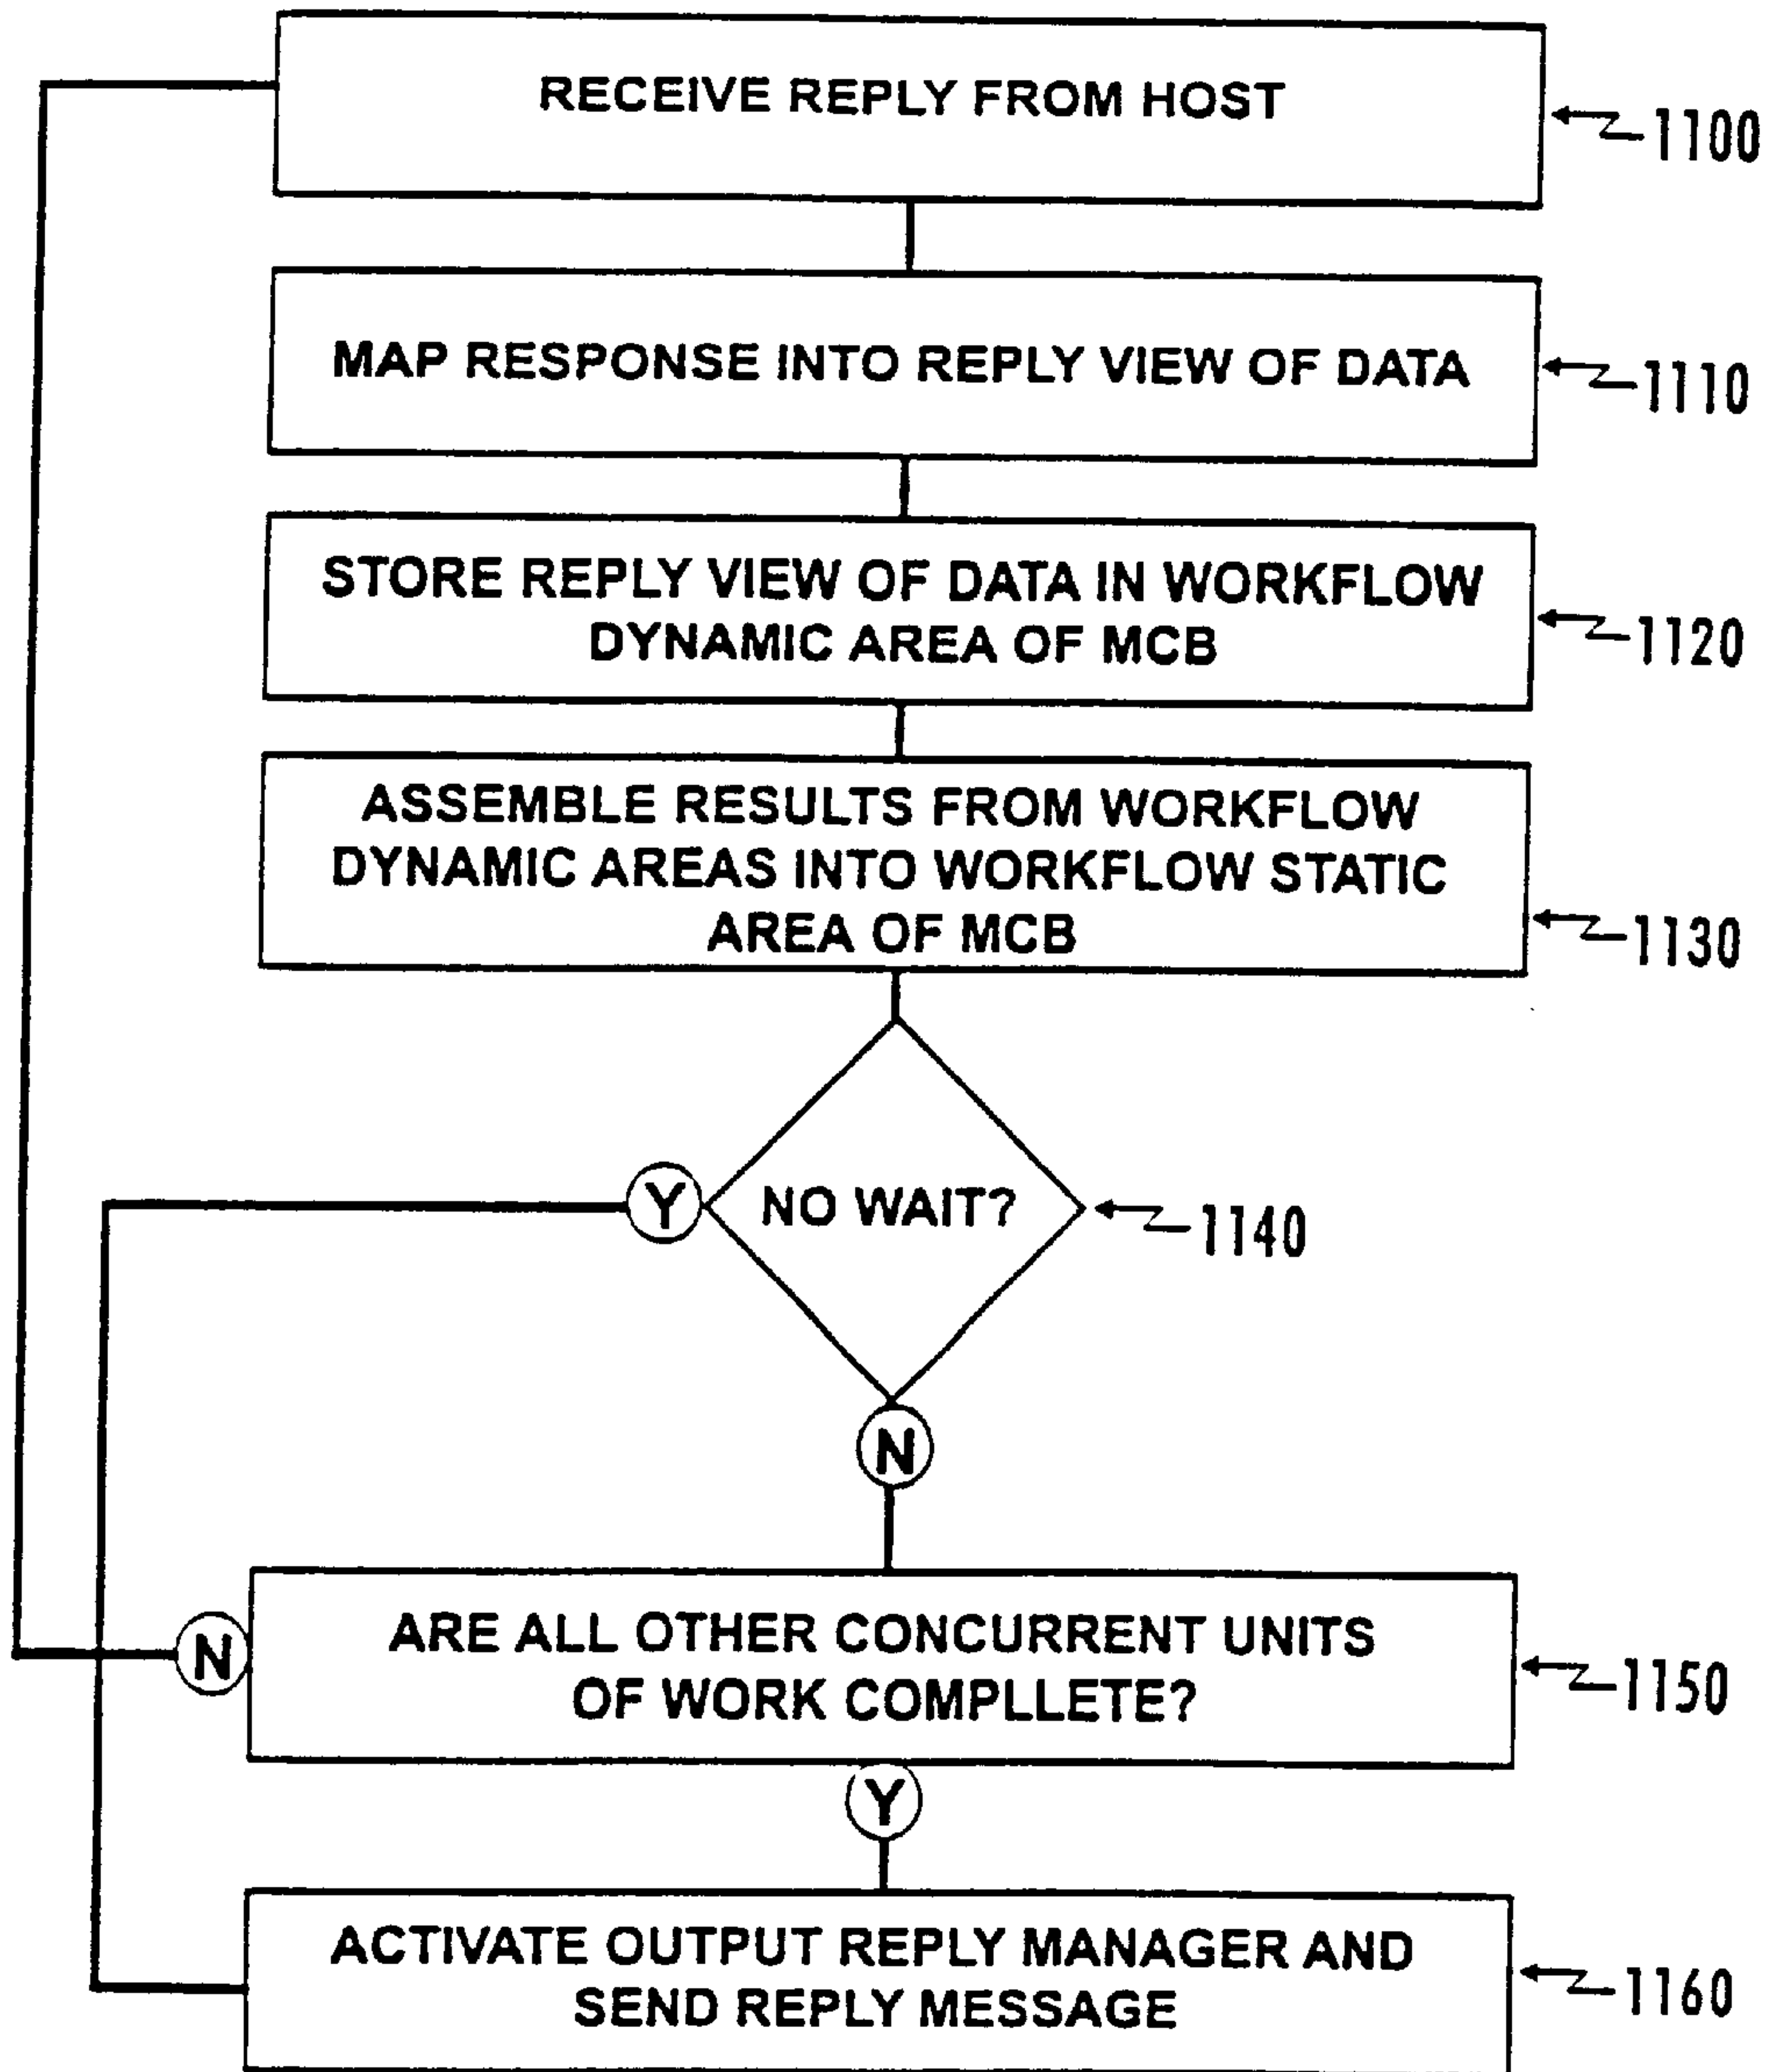 RECEIVE REPLY FROM HOST
1100
MAP RESPONSE INTO REPLY VIEW OF DATA
1110
STORE REPLY VIEW OF DATA IN WORKFLOW
DYNAMIC AREA OF MCB
1120
ASSEMBLE RESULTS FROM WORKFLOW
DYNAMIC AREAS INTO WORKFLOW STATIC
AREA OF MCB
1130
Y
NO WAIT?
1140
N
N
ARE ALL OTHER CONCURRENT UNITS
OF WORK COMPLLETE?
1150
Y
ACTIVATE OUTPUT REPLY MANAGER AND
SEND REPLY MESSAGE
1160